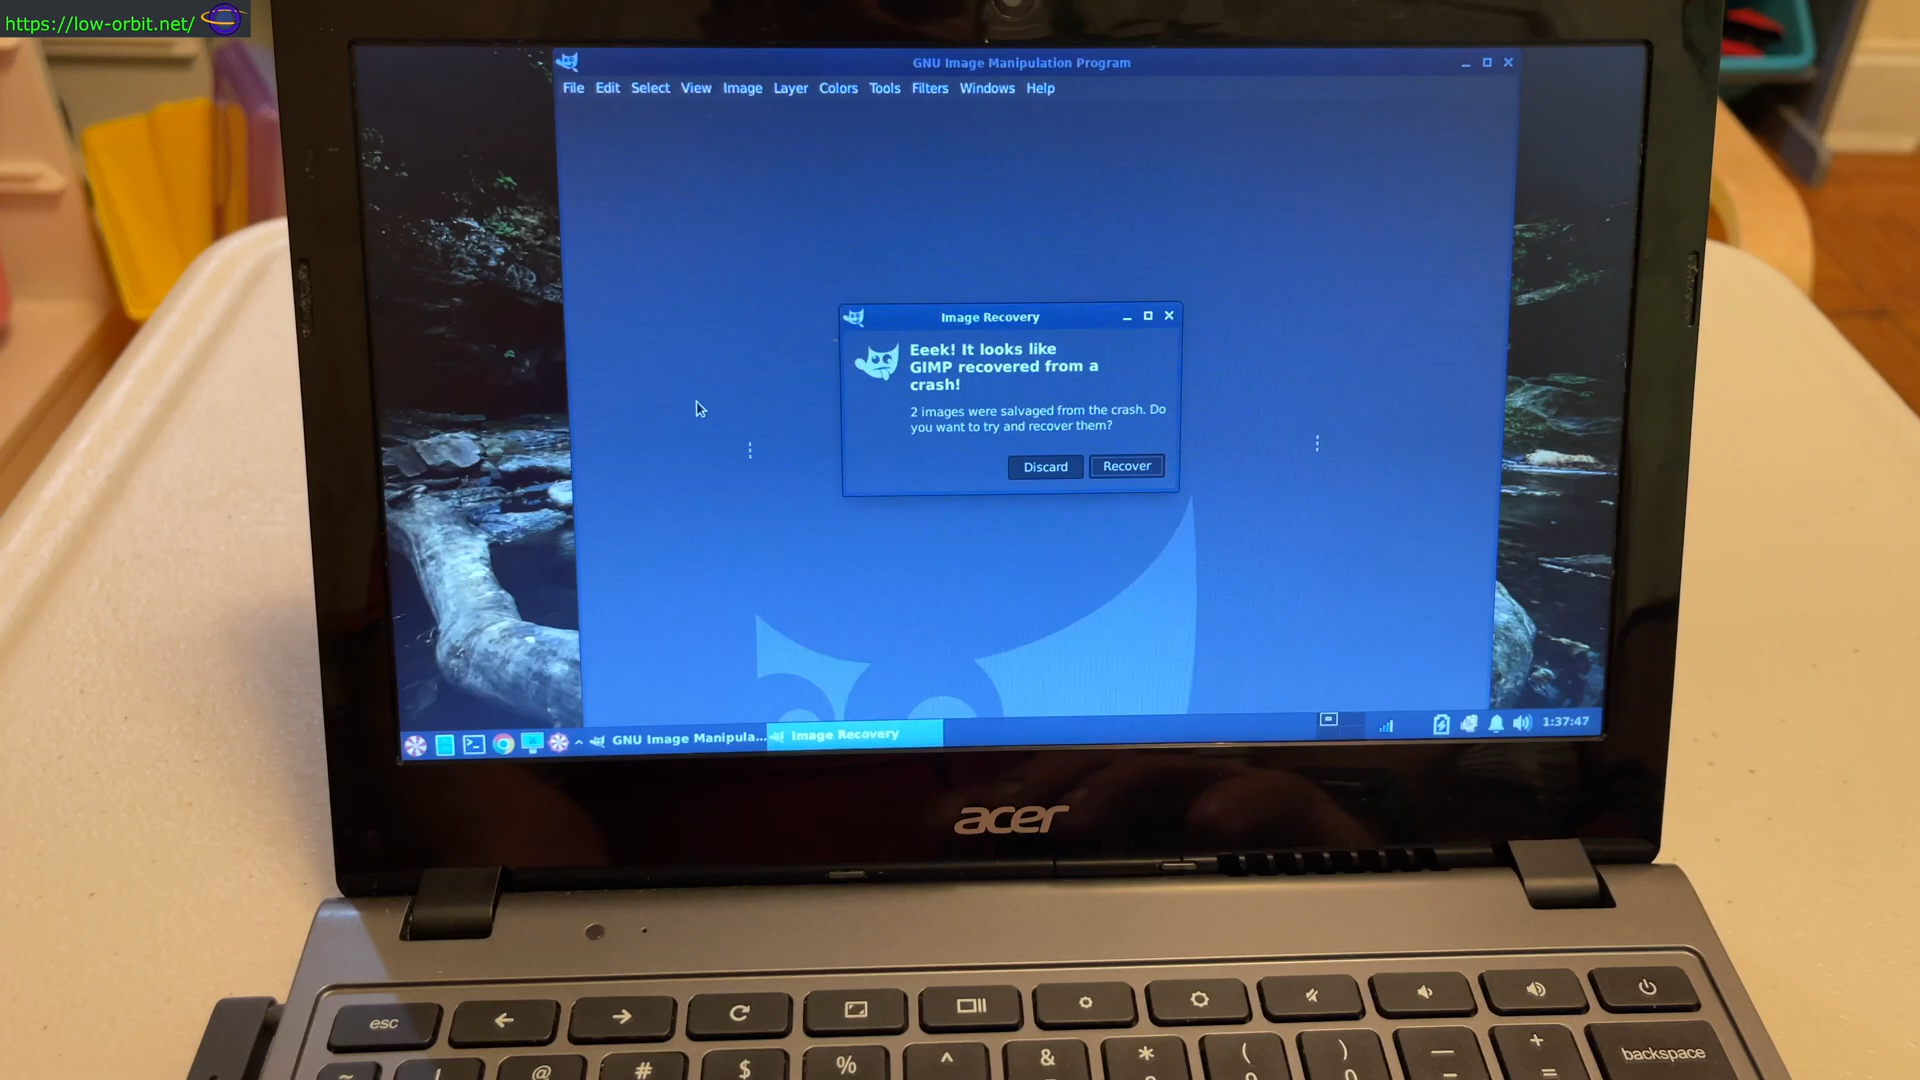 https://low-orbit.net/
GNU Image Manipulation Program
File Edit Select View Image Layer Colors Tools Filters Windows Help
Image Recovery
Eeek! It looks like
GIMP recovered from a
crash!
2 images were salvaged from the crash. Do
you want to try and recover them?
Discard Recover
GNU Image Manipula... Image Recovery 1:37:47
acer
esc
~ ! @ # $ % ^ & * ( ) — + backspace
- =